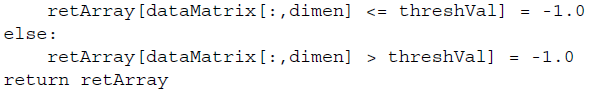 retArray[dataMatrix[:,dimen] <= threshVal] = -1.0
else:
    retArray[dataMatrix[:,dimen] > threshVal] = -1.0
return retArray